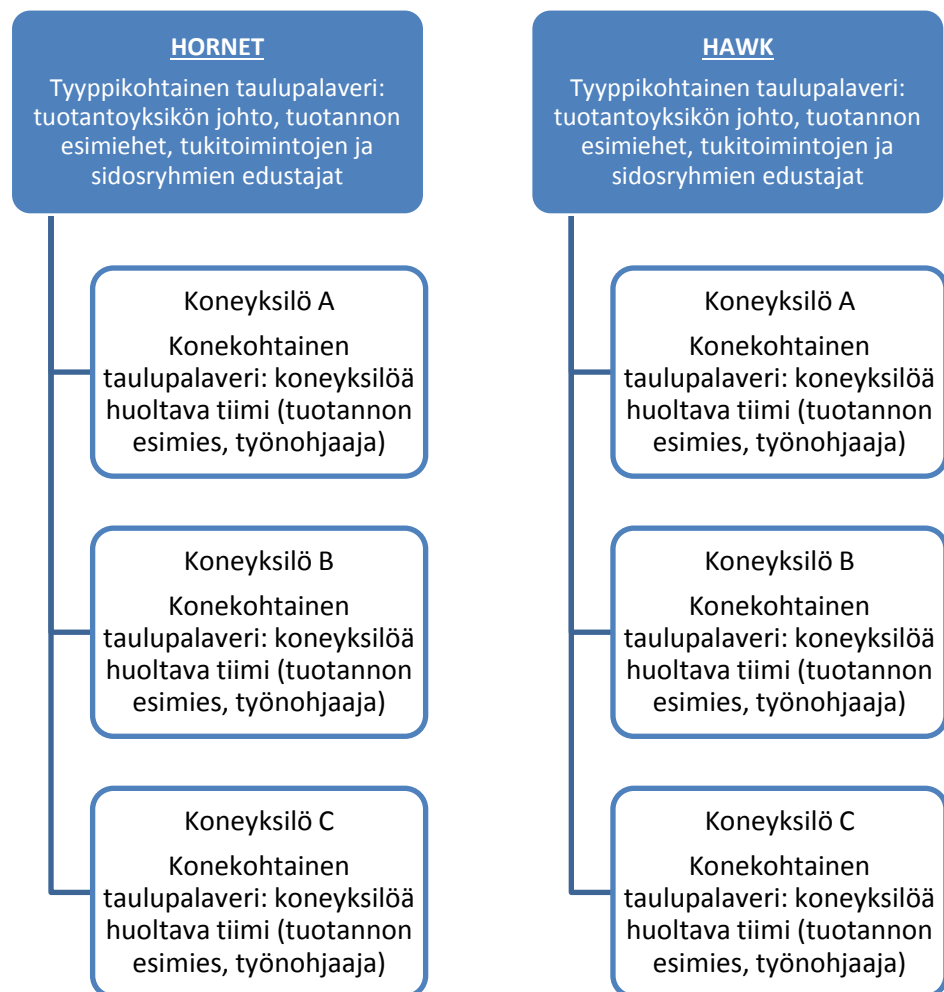 HORNET
Tyyppikohtainen taulupalaveri:
tuotantoyksikön johto, tuotannon
esimiehet, tukitoimintojen ja
sidosryhmien edustajat
Koneyksilö A
Konekohtainen
taulupalaveri: koneyksilöä
huoltava tiimi (tuotannon
esimies, työnohjaaja)
Koneyksilö B
Konekohtainen
taulupalaveri: koneyksilöä
huoltava tiimi (tuotannon
esimies, työnohjaaja)
Koneyksilö C
Konekohtainen
taulupalaveri: koneyksilöä
huoltava tiimi (tuotannon
esimies, työnohjaaja)
HAWK
Tyyppikohtainen taulupalaveri:
tuotantoyksikön johto, tuotannon
esimiehet, tukitoimintojen ja
sidosryhmien edustajat
Koneyksilö A
Konekohtainen
taulupalaveri: koneyksilöä
huoltava tiimi (tuotannon
esimies, työnohjaaja)
Koneyksilö B
Konekohtainen
taulupalaveri: koneyksilöä
huoltava tiimi (tuotannon
esimies, työnohjaaja)
Koneyksilö C
Konekohtainen
taulupalaveri: koneyksilöä
huoltava tiimi (tuotannon
esimies, työnohjaaja)